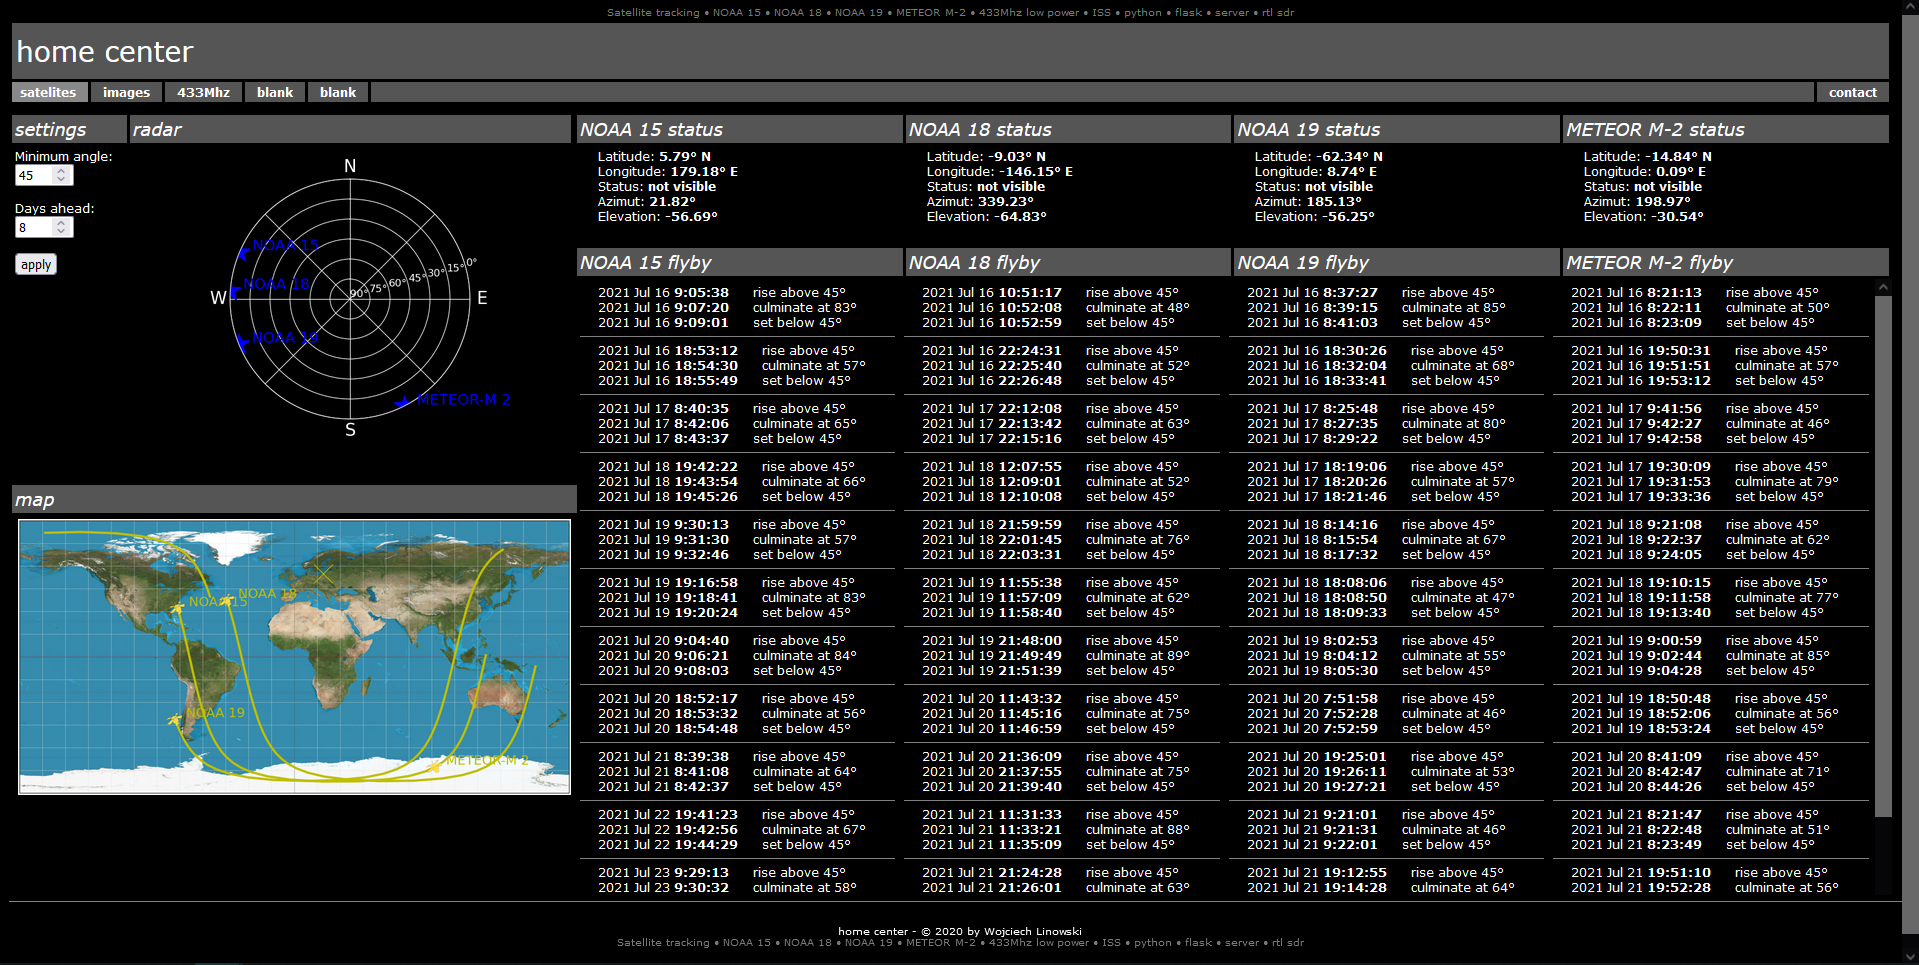 Satellite tracking • NOAA 15 • NOAA 18 • NOAA 19 • METEOR M-2 • 433Mhz low power • ISS • python • flask • server • rtl sdr
home center
satelites images 433Mhz blank blank contact
settings
Minimum angle:
45
Days ahead:
8
apply
radar
N
NOAA 15
NOAA 18
W 90° 75° 60° 45° 30° 15° 0° E
NOAA 19
METEOR-M 2
S
map
NOAA 15
NOAA 18
NOAA 19
METEOR-M 2
NOAA 15 status
Latitude: 5.79° N
Longitude: 179.18° E
Status: not visible
Azimut: 21.82°
Elevation: -56.69°
NOAA 18 status
Latitude: -9.03° N
Longitude: -146.15° E
Status: not visible
Azimut: 339.23°
Elevation: -64.83°
NOAA 19 status
Latitude: -62.34° N
Longitude: 8.74° E
Status: not visible
Azimut: 185.13°
Elevation: -56.25°
METEOR M-2 status
Latitude: -14.84° N
Longitude: 0.09° E
Status: not visible
Azimut: 198.97°
Elevation: -30.54°
NOAA 15 flyby
2021 Jul 16 9:05:38 rise above 45°
2021 Jul 16 9:07:20 culminate at 83°
2021 Jul 16 9:09:01 set below 45°
2021 Jul 16 18:53:12 rise above 45°
2021 Jul 16 18:54:30 culminate at 57°
2021 Jul 16 18:55:49 set below 45°
2021 Jul 17 8:40:35 rise above 45°
2021 Jul 17 8:42:06 culminate at 65°
2021 Jul 17 8:43:37 set below 45°
2021 Jul 18 19:42:22 rise above 45°
2021 Jul 18 19:43:54 culminate at 66°
2021 Jul 18 19:45:26 set below 45°
2021 Jul 19 9:30:13 rise above 45°
2021 Jul 19 9:31:30 culminate at 57°
2021 Jul 19 9:32:46 set below 45°
2021 Jul 19 19:16:58 rise above 45°
2021 Jul 19 19:18:41 culminate at 83°
2021 Jul 19 19:20:24 set below 45°
2021 Jul 20 9:04:40 rise above 45°
2021 Jul 20 9:06:21 culminate at 84°
2021 Jul 20 9:08:03 set below 45°
2021 Jul 20 18:52:17 rise above 45°
2021 Jul 20 18:53:32 culminate at 56°
2021 Jul 20 18:54:48 set below 45°
2021 Jul 21 8:39:38 rise above 45°
2021 Jul 21 8:41:08 culminate at 64°
2021 Jul 21 8:42:37 set below 45°
2021 Jul 22 19:41:23 rise above 45°
2021 Jul 22 19:42:56 culminate at 67°
2021 Jul 22 19:44:29 set below 45°
2021 Jul 23 9:29:13 rise above 45°
2021 Jul 23 9:30:32 culminate at 58°
NOAA 18 flyby
2021 Jul 16 10:51:17 rise above 45°
2021 Jul 16 10:52:08 culminate at 48°
2021 Jul 16 10:52:59 set below 45°
2021 Jul 16 22:24:31 rise above 45°
2021 Jul 16 22:25:40 culminate at 52°
2021 Jul 16 22:26:48 set below 45°
2021 Jul 17 22:12:08 rise above 45°
2021 Jul 17 22:13:42 culminate at 63°
2021 Jul 17 22:15:16 set below 45°
2021 Jul 18 12:07:55 rise above 45°
2021 Jul 18 12:09:01 culminate at 52°
2021 Jul 18 12:10:08 set below 45°
2021 Jul 18 21:59:59 rise above 45°
2021 Jul 18 22:01:45 culminate at 76°
2021 Jul 18 22:03:31 set below 45°
2021 Jul 19 11:55:38 rise above 45°
2021 Jul 19 11:57:09 culminate at 62°
2021 Jul 19 11:58:40 set below 45°
2021 Jul 19 21:48:00 rise above 45°
2021 Jul 19 21:49:49 culminate at 89°
2021 Jul 19 21:51:39 set below 45°
2021 Jul 20 11:43:32 rise above 45°
2021 Jul 20 11:45:16 culminate at 75°
2021 Jul 20 11:46:59 set below 45°
2021 Jul 20 21:36:09 rise above 45°
2021 Jul 20 21:37:55 culminate at 75°
2021 Jul 20 21:39:40 set below 45°
2021 Jul 21 11:31:33 rise above 45°
2021 Jul 21 11:33:21 culminate at 88°
2021 Jul 21 11:35:09 set below 45°
2021 Jul 21 21:24:28 rise above 45°
2021 Jul 21 21:26:01 culminate at 63°
NOAA 19 flyby
2021 Jul 16 8:37:27 rise above 45°
2021 Jul 16 8:39:15 culminate at 85°
2021 Jul 16 8:41:03 set below 45°
2021 Jul 16 18:30:26 rise above 45°
2021 Jul 16 18:32:04 culminate at 68°
2021 Jul 16 18:33:41 set below 45°
2021 Jul 17 8:25:48 rise above 45°
2021 Jul 17 8:27:35 culminate at 80°
2021 Jul 17 8:29:22 set below 45°
2021 Jul 17 18:19:06 rise above 45°
2021 Jul 17 18:20:26 culminate at 57°
2021 Jul 17 18:21:46 set below 45°
2021 Jul 18 8:14:16 rise above 45°
2021 Jul 18 8:15:54 culminate at 67°
2021 Jul 18 8:17:32 set below 45°
2021 Jul 18 18:08:06 rise above 45°
2021 Jul 18 18:08:50 culminate at 47°
2021 Jul 18 18:09:33 set below 45°
2021 Jul 19 8:02:53 rise above 45°
2021 Jul 19 8:04:12 culminate at 55°
2021 Jul 19 8:05:30 set below 45°
2021 Jul 20 7:51:58 rise above 45°
2021 Jul 20 7:52:28 culminate at 46°
2021 Jul 20 7:52:59 set below 45°
2021 Jul 20 19:25:01 rise above 45°
2021 Jul 20 19:26:11 culminate at 53°
2021 Jul 20 19:27:21 set below 45°
2021 Jul 21 9:21:01 rise above 45°
2021 Jul 21 9:21:31 culminate at 46°
2021 Jul 21 9:22:01 set below 45°
2021 Jul 21 19:12:55 rise above 45°
2021 Jul 21 19:14:28 culminate at 64°
METEOR M-2 flyby
2021 Jul 16 8:21:13 rise above 45°
2021 Jul 16 8:22:11 culminate at 50°
2021 Jul 16 8:23:09 set below 45°
2021 Jul 16 19:50:31 rise above 45°
2021 Jul 16 19:51:51 culminate at 57°
2021 Jul 16 19:53:12 set below 45°
2021 Jul 17 9:41:56 rise above 45°
2021 Jul 17 9:42:27 culminate at 46°
2021 Jul 17 9:42:58 set below 45°
2021 Jul 17 19:30:09 rise above 45°
2021 Jul 17 19:31:53 culminate at 79°
2021 Jul 17 19:33:36 set below 45°
2021 Jul 18 9:21:08 rise above 45°
2021 Jul 18 9:22:37 culminate at 62°
2021 Jul 18 9:24:05 set below 45°
2021 Jul 18 19:10:15 rise above 45°
2021 Jul 18 19:11:58 culminate at 77°
2021 Jul 18 19:13:40 set below 45°
2021 Jul 19 9:00:59 rise above 45°
2021 Jul 19 9:02:44 culminate at 85°
2021 Jul 19 9:04:28 set below 45°
2021 Jul 19 18:50:48 rise above 45°
2021 Jul 19 18:52:06 culminate at 56°
2021 Jul 19 18:53:24 set below 45°
2021 Jul 20 8:41:09 rise above 45°
2021 Jul 20 8:42:47 culminate at 71°
2021 Jul 20 8:44:26 set below 45°
2021 Jul 21 8:21:47 rise above 45°
2021 Jul 21 8:22:48 culminate at 51°
2021 Jul 21 8:23:49 set below 45°
2021 Jul 21 19:51:10 rise above 45°
2021 Jul 21 19:52:28 culminate at 56°
home center - © 2020 by Wojciech Linowski
Satellite tracking • NOAA 15 • NOAA 18 • NOAA 19 • METEOR M-2 • 433Mhz low power • ISS • python • flask • server • rtl sdr